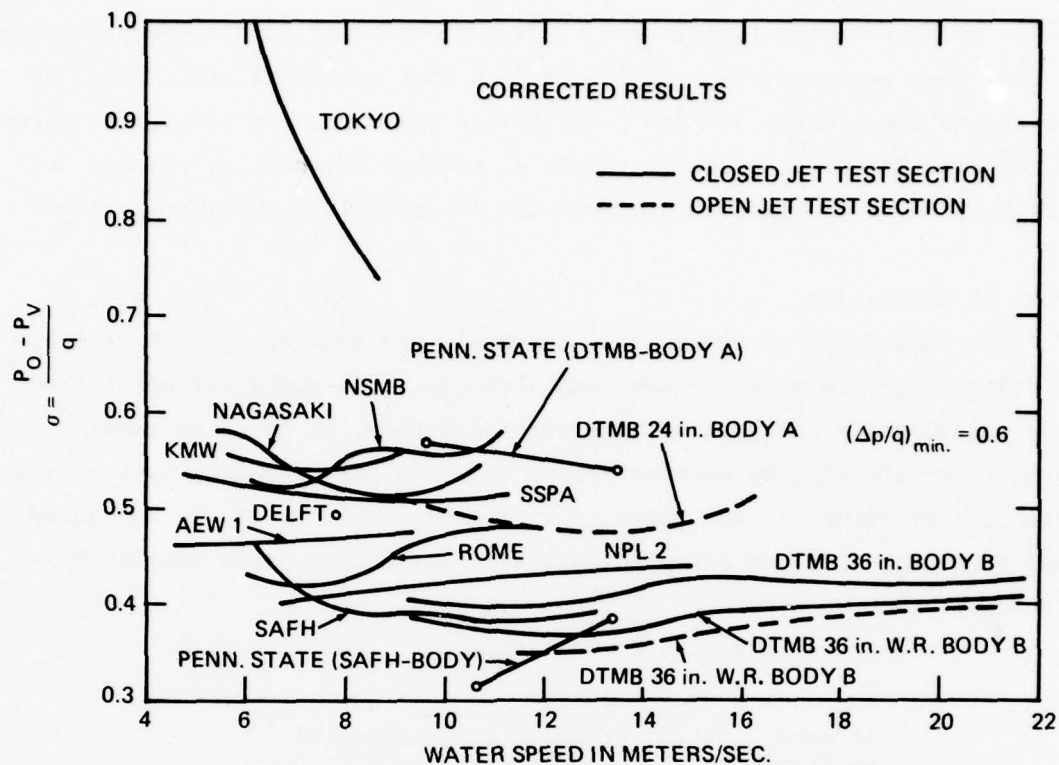 1.0
0.9
0.8
0.7
0.6
0.5
0.4
0.3
σ = P_O - P_V / q
CORRECTED RESULTS
CLOSED JET TEST SECTION
OPEN JET TEST SECTION
TOKYO
PENN. STATE (DTMB-BODY A)
NSMB
NAGASAKI
DTMB 24 in. BODY A
(Δp/q)min. = 0.6
KMW
SSPA
DELFT
AEW 1
ROME
NPL 2
DTMB 36 in. BODY B
SAFH
PENN. STATE (SAFH-BODY)
DTMB 36 in. W.R. BODY B
DTMB 36 in. W.R. BODY B
4 6 8 10 12 14 16 18 20 22
WATER SPEED IN METERS/SEC.